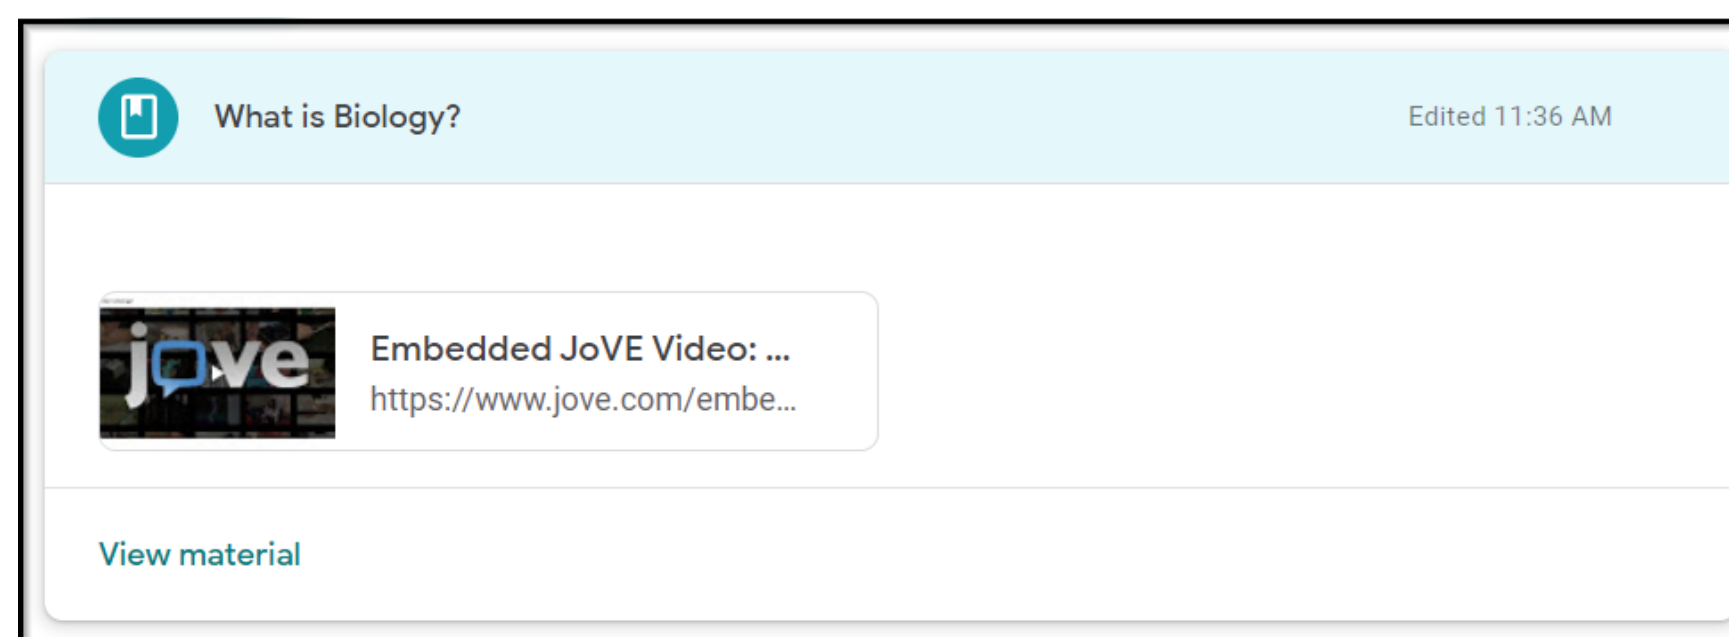 What is Biology?
Edited 11:36 AM
jove
Embedded JoVE Video: ...
https://www.jove.com/embe...
View material